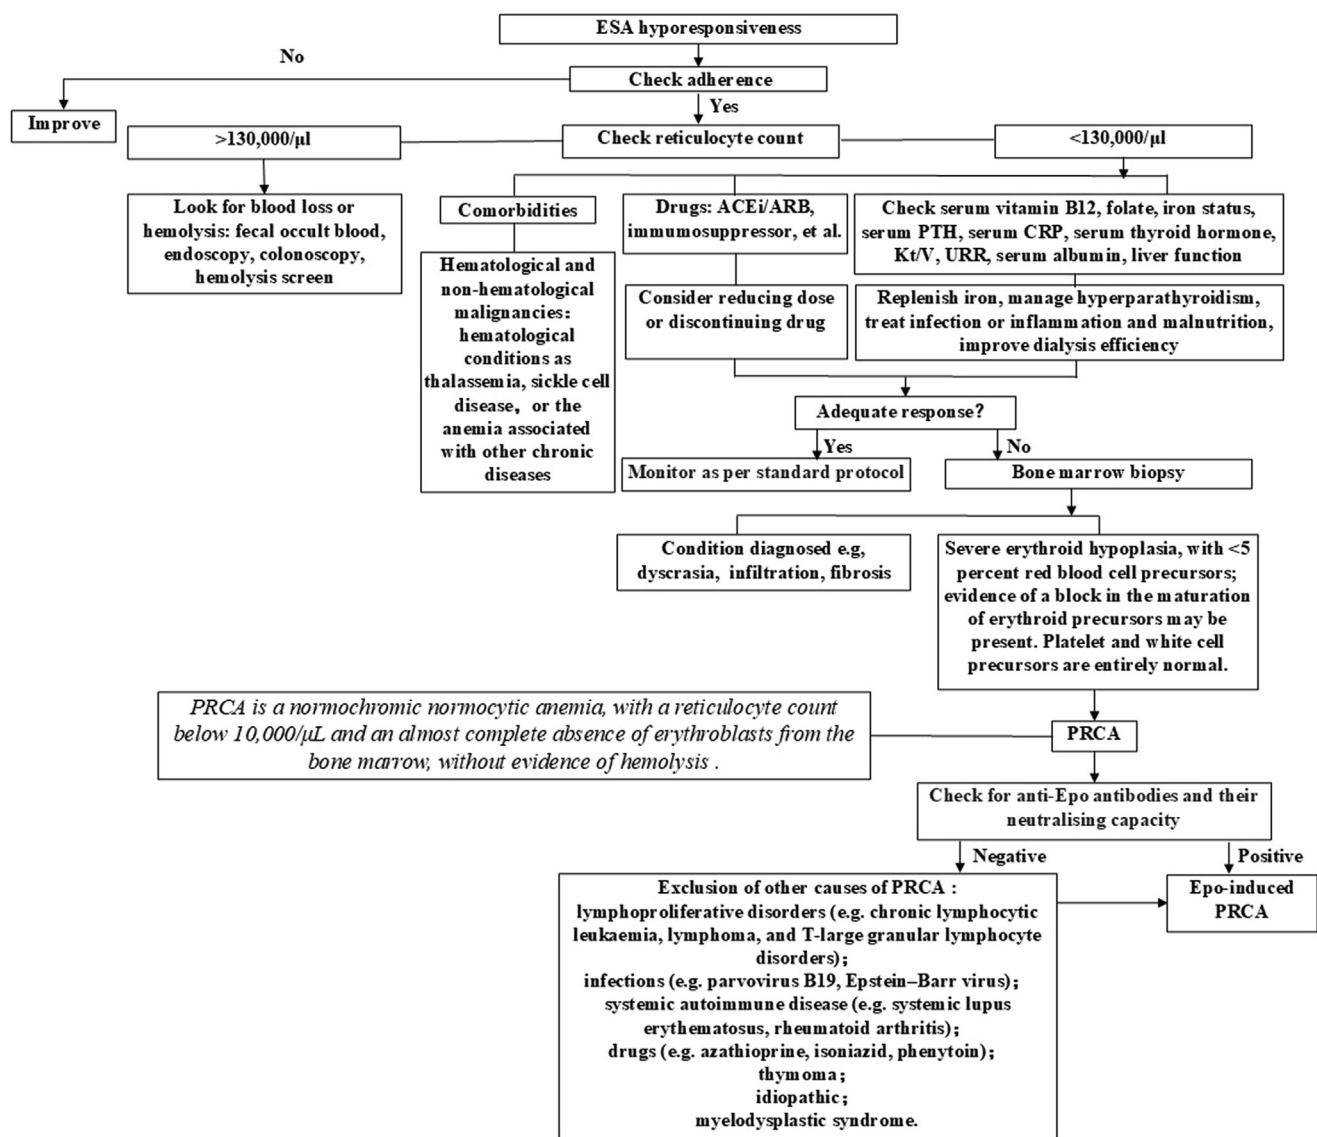 ESA hyporesponsiveness
No
Check adherence
Yes
Improve
>130,000/μl
Check reticulocyte count
<130,000/μl
Look for blood loss or
hemolysis: fecal occult blood,
endoscopy, colonoscopy,
hemolysis screen
Comorbidities
Drugs: ACEi/ARB,
immumosuppressor, et al.
Check serum vitamin B12, folate, iron status,
serum PTH, serum CRP, serum thyroid hormone,
Kt/V, URR, serum albumin, liver function
Hematological and
non-hematological
malignancies：
hematological
conditions as
thalassemia, sickle cell
disease，or the
anemia associated
with other chronic
diseases
Consider reducing dose
or discontinuing drug
Replenish iron, manage hyperparathyroidism,
treat infection or inflammation and malnutrition,
improve dialysis efficiency
Adequate response?
Yes
No
Monitor as per standard protocol
Bone marrow biopsy
Condition diagnosed e.g,
dyscrasia, infiltration, fibrosis
Severe erythroid hypoplasia, with <5
percent red blood cell precursors;
evidence of a block in the maturation
of erythroid precursors may be
present. Platelet and white cell
precursors are entirely normal.
PRCA is a normochromic normocytic anemia, with a reticulocyte count
below 10,000/μL and an almost complete absence of erythroblasts from the
bone marrow, without evidence of hemolysis .
PRCA
Check for anti-Epo antibodies and their
neutralising capacity
Negative
Positive
Exclusion of other causes of PRCA :
lymphoproliferative disorders (e.g. chronic lymphocytic
leukaemia, lymphoma, and T-large granular lymphocyte
disorders)；
infections (e.g. parvovirus B19, Epstein–Barr virus)；
systemic autoimmune disease (e.g. systemic lupus
erythematosus, rheumatoid arthritis)；
drugs (e.g. azathioprine, isoniazid, phenytoin)；
thymoma；
idiopathic；
myelodysplastic syndrome.
Epo-induced
PRCA